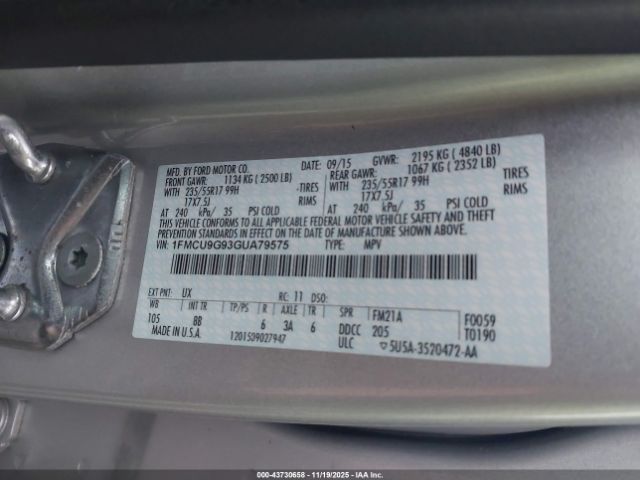 MFD. BY FORD MOTOR CO. 09/15 GVWR: 2195 KG ( 4840 LB)
FRONT GAWR: 1134 KG ( 2500 LB) REAR GAWR: 1067 KG ( 2352 LB)
WITH WITH
235/55R17 99H TIRES 235/55R17 99H TIRES
17X7.5J RIMS 17X7.5J RIMS
AT 240 kPa/ 35 PSI COLD AT 240 kPa/ 35 PSI COLD
THIS VEHICLE CONFORMS TO ALL APPLICABLE FEDERAL MOTOR VEHICLE SAFETY AND THEFT
PREVENTION STANDARDS IN EFFECT ON THE DATE OF MANUFACTURE SHOWN ABOVE.
VIN: 1FMCU9G93GUA79575 TYPE: MPV
EXT PNT: UX RC: 11 DSO:
WB INT TR TP/PS R AXLE TR SPR FM21A F0059
105 BB 6 3A 6 DDCC 205 T0190
MADE IN U.S.A. 1201509027947 ULC 5U5A-3520472-AA
00-43730658 | 11/19/2025 - IAAI.COM